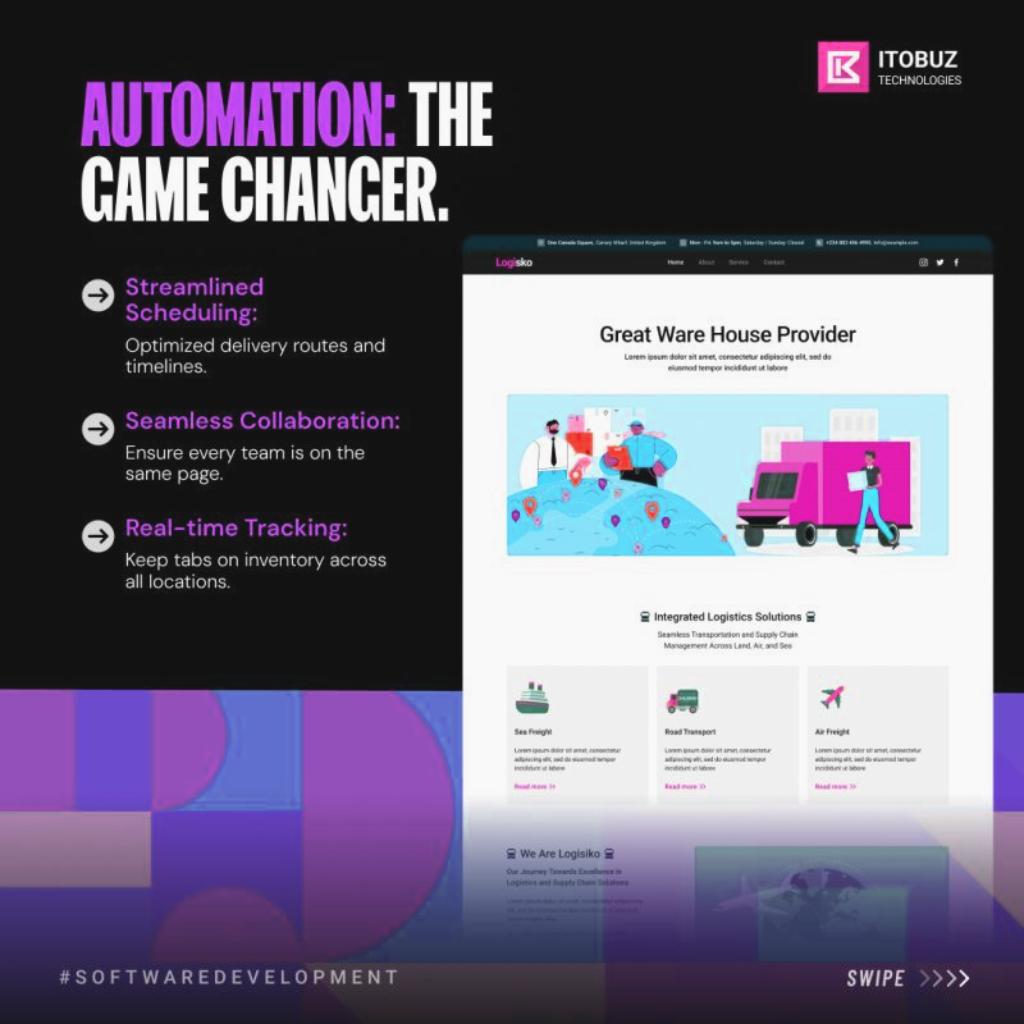 ITOBUZ
TECHNOLOGIES
AUTOMATION: THE
GAME CHANGER.
Streamlined
Scheduling:
Optimized delivery routes and
timelines.
Seamless Collaboration:
Ensure every team is on the
same page.
Real-time Tracking:
Keep tabs on inventory across
all locations.
One Canada Square, Canary Wharf, United Kingdom
Mon - Fri: 9am to 5pm, Saturday / Sunday: Closed
info@example.com
Logisko
Home About Service Contact
Great Ware House Provider
Lorem ipsum dolor sit amet, consectetur adipiscing elit, sed do
eiusmod tempor incididunt ut labore
Integrated Logistics Solutions
Seamless Transportation and Supply Chain
Management Across Land, Air, and Sea
Sea Freight
Lorem ipsum dolor sit amet, consectetur
adipiscing elit, sed do eiusmod tempor
incididunt ut labore
Read more
Road Transport
Lorem ipsum dolor sit amet, consectetur
adipiscing elit, sed do eiusmod tempor
incididunt ut labore
Read more
Air Freight
Lorem ipsum dolor sit amet, consectetur
adipiscing elit, sed do eiusmod tempor
incididunt ut labore
Read more
We Are Logisiko
Our Journey Towards Excellence in
Logistics and Supply Chain Solutions
#SOFTWAREDEVELOPMENT
SWIPE